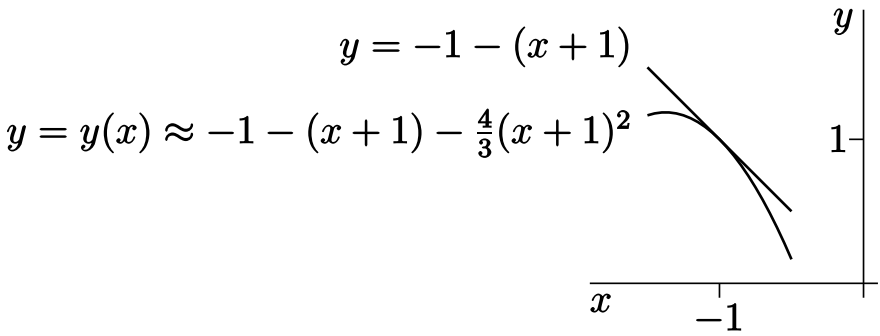 y
y = −1 − (x + 1)
y = y(x) ≈ −1 − (x + 1) − 4/3(x + 1)²
1
x
−1